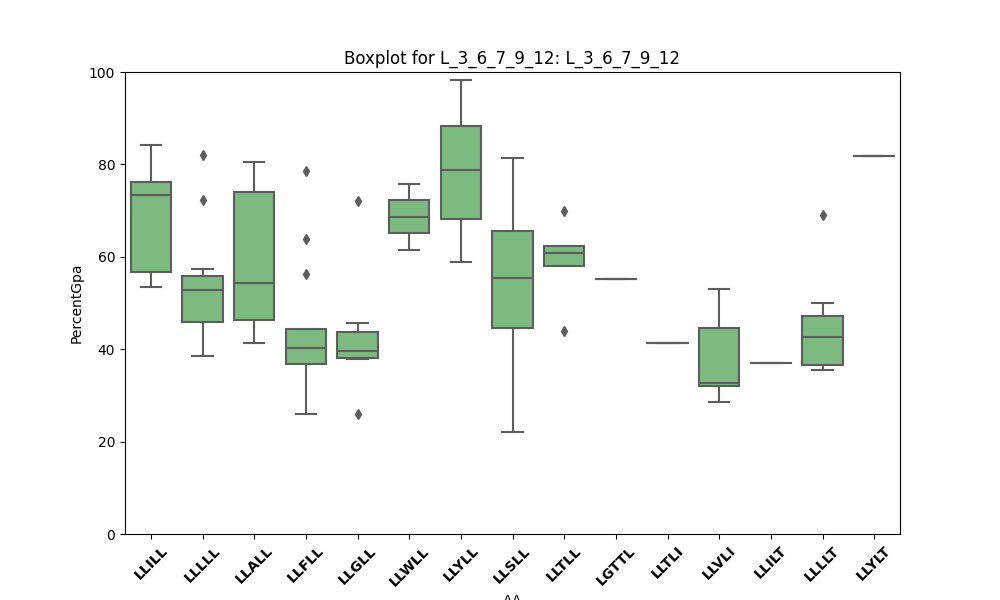 Boxplot for L_3_6_7_9_12: L_3_6_7_9_12
PercentGpa
100
80
60
40
20
0
LLILL
LLLLL
LLALL
LLFLL
LLGLL
LLWLL
LLYLL
LLSLL
LLTLL
LGTTL
LLTLI
LLVLI
LLILT
LLLLT
LLYLT
AA